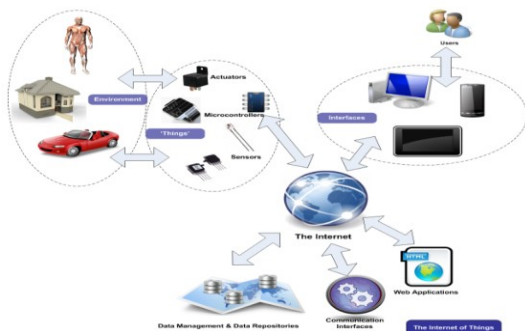 Users
Actuators
Environment
Microcontrollers
Interfaces
'Things'
Sensors
The Internet
HTML
Web Applications
Data Management & Data Repositories
Communication
Interfaces
The Internet of Things